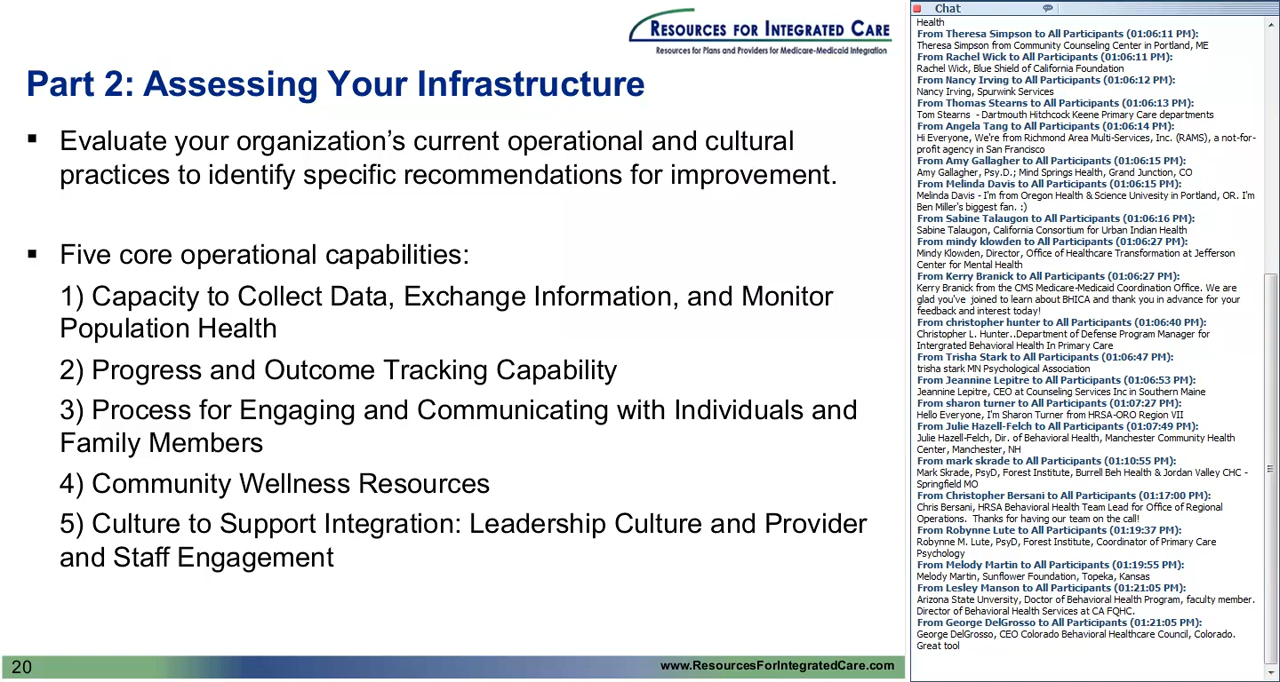 RESOURCES FOR INTEGRATED CARE
Resources for Plans and Providers for Medicare-Medicaid Integration
Part 2: Assessing Your Infrastructure
▪ Evaluate your organization's current operational and cultural
practices to identify specific recommendations for improvement.
▪ Five core operational capabilities:
1) Capacity to Collect Data, Exchange Information, and Monitor
Population Health
2) Progress and Outcome Tracking Capability
3) Process for Engaging and Communicating with Individuals and
Family Members
4) Community Wellness Resources
5) Culture to Support Integration: Leadership Culture and Provider
and Staff Engagement
20
www.ResourcesForIntegratedCare.com
Chat
Health
From Theresa Simpson to All Participants (01:06:11 PM):
Theresa Simpson from Community Counseling Center in Portland, ME
From Rachel Wick to All Participants (01:06:11 PM):
Rachel Wick, Blue Shield of California Foundation
From Nancy Irving to All Participants (01:06:12 PM):
Nancy Irving, Spurwink Services
From Thomas Stearns to All Participants (01:06:13 PM):
Tom Stearns - Dartmouth Hitchcock Keene Primary Care departments
From Angela Tang to All Participants (01:06:14 PM):
Hi Everyone, We're from Richmond Area Multi-Services, Inc. (RAMS), a not-for-
profit agency in San Francisco
From Amy Gallagher to All Participants (01:06:15 PM):
Amy Gallagher, Psy.D.; Mind Springs Health, Grand Junction, CO
From Melinda Davis to All Participants (01:06:15 PM):
Melinda Davis - I'm from Oregon Health & Science Univesity in Portland, OR. I'm
Ben Miller's biggest fan. :)
From Sabine Talaugon to All Participants (01:06:16 PM):
Sabine Talaugon, California Consortium for Urban Indian Health
From mindy klowden to All Participants (01:06:27 PM):
Mindy Klowden, Director, Office of Healthcare Transformation at Jefferson
Center for Mental Health
From Kerry Branick to All Participants (01:06:27 PM):
Kerry Branick from the CMS Medicare-Medicaid Coordination Office. We are
glad you've joined to learn about BHICA and thank you in advance for your
feedback and interest today!
From christopher hunter to All Participants (01:06:40 PM):
Christopher L. Hunter..Department of Defense Program Manager for
Intergrated Behavioral Health In Primary Care
From Trisha Stark to All Participants (01:06:47 PM):
trisha stark MN Psychological Association
From Jeannine Lepitre to All Participants (01:06:53 PM):
Jeannine Lepitre, CEO at Counseling Services Inc in Southern Maine
From sharon turner to All Participants (01:07:27 PM):
Hello Everyone, I'm Sharon Turner from HRSA-ORO Region VII
From Julie Hazell-Felch to All Participants (01:07:49 PM):
Julie Hazell-Felch, Dir. of Behavioral Health, Manchester Community Health
Center, Manchester, NH
From mark skrade to All Participants (01:10:55 PM):
Mark Skrade, PsyD, Forest Institute, Burrell Beh Health & Jordan Valley CHC -
Springfield MO
From Christopher Bersani to All Participants (01:17:00 PM):
Chris Bersani, HRSA Behavioral Health Team Lead for Office of Regional
Operations. Thanks for having our team on the call!
From Robynne Lute to All Participants (01:19:37 PM):
Robynne M. Lute, PsyD, Forest Institute, Coordinator of Primary Care
Psychology
From Melody Martin to All Participants (01:19:55 PM):
Melody Martin, Sunflower Foundation, Topeka, Kansas
From Lesley Manson to All Participants (01:21:05 PM):
Arizona State Unversity, Doctor of Behavioral Health Program, faculty member.
Director of Behavioral Health Services at CA FQHC.
From George DelGrosso to All Participants (01:21:05 PM):
George DelGrosso, CEO Colorado Behavioral Healthcare Council, Colorado.
Great tool